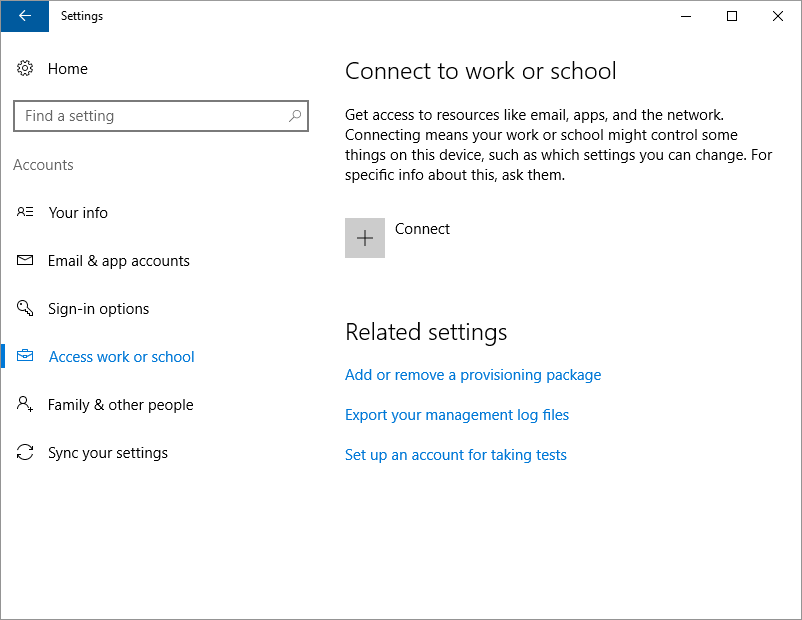 Settings
Home
Find a setting
Accounts
Your info
Email & app accounts
Sign-in options
Access work or school
Family & other people
Sync your settings
Connect to work or school
Get access to resources like email, apps, and the network.
Connecting means your work or school might control some
things on this device, such as which settings you can change. For
specific info about this, ask them.
Connect
Related settings
Add or remove a provisioning package
Export your management log files
Set up an account for taking tests